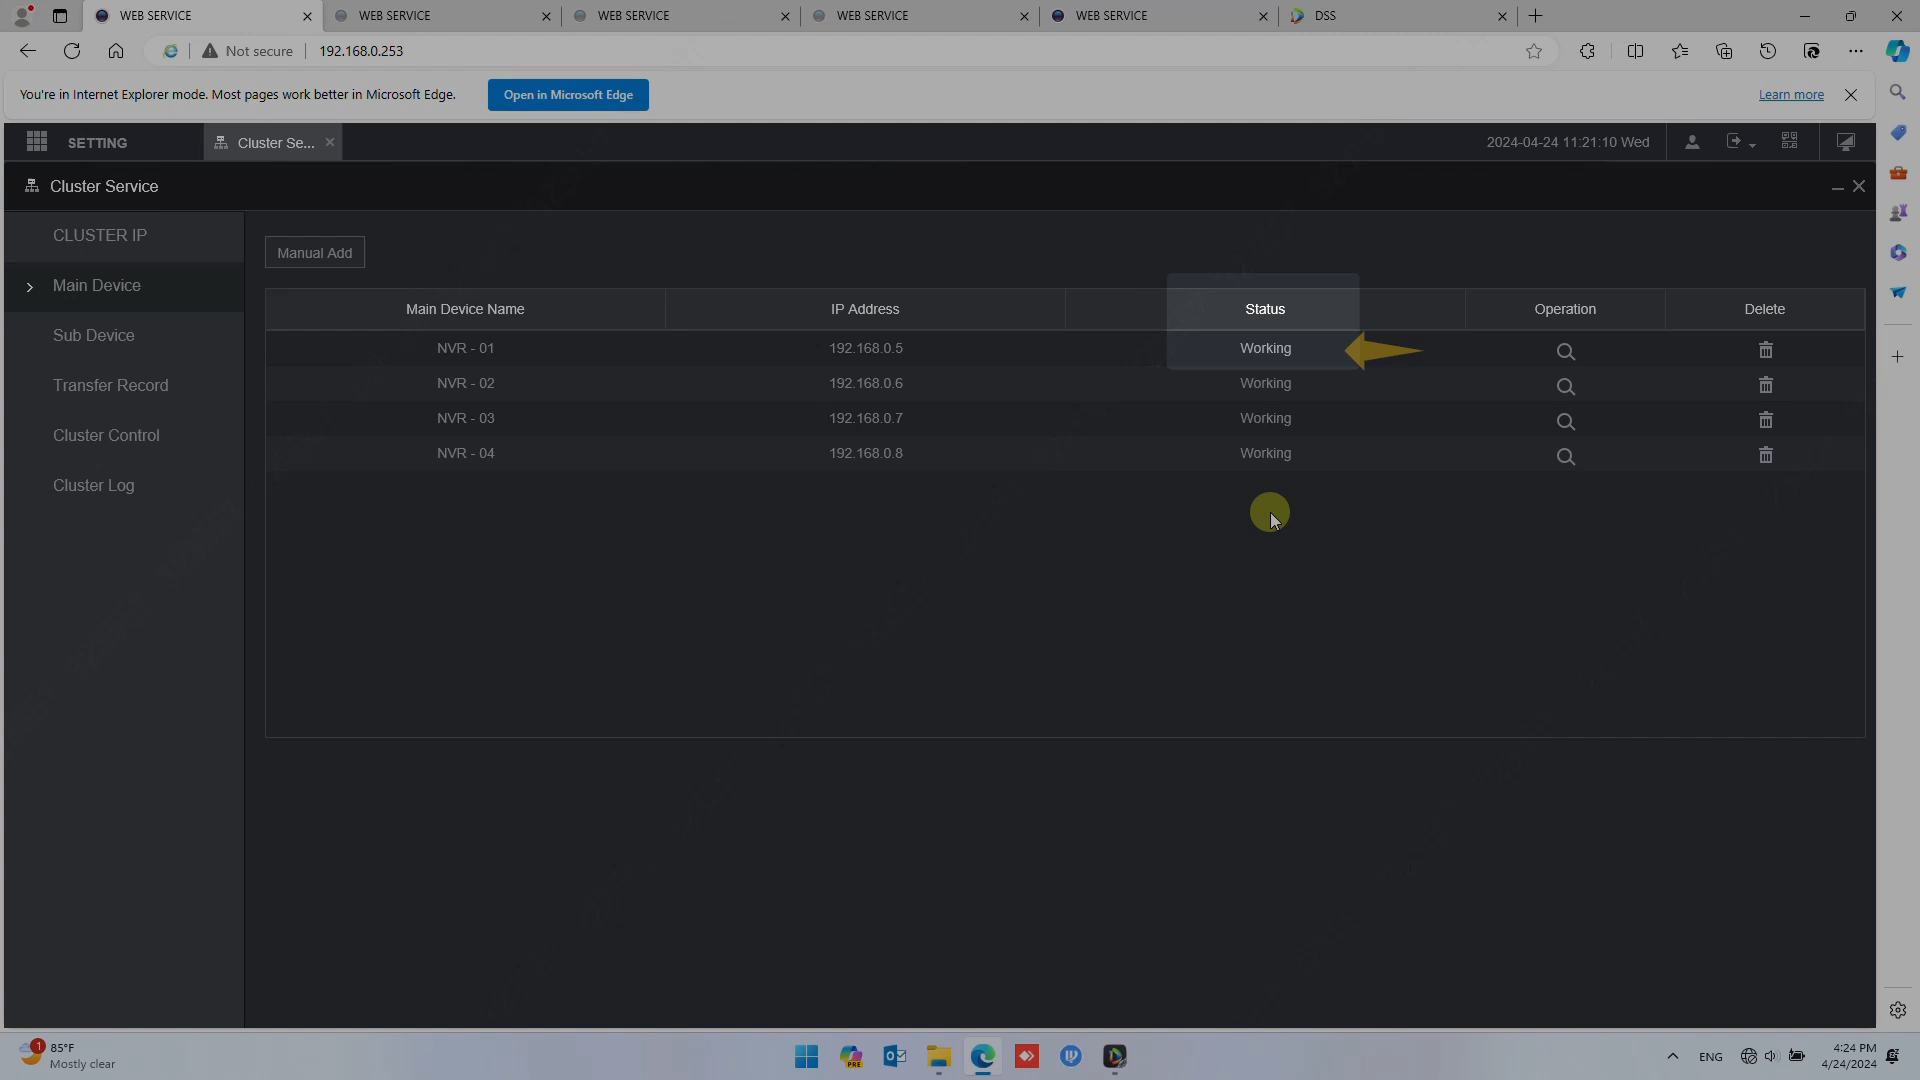 WEB SERVICE
WEB SERVICE
WEB SERVICE
WEB SERVICE
WEB SERVICE
DSS
Not secure
192.168.0.253
You're in Internet Explorer mode. Most pages work better in Microsoft Edge.
Open in Microsoft Edge
Learn more
SETTING
Cluster Se...
2024-04-24 11:21:10 Wed
Cluster Service
CLUSTER IP
Main Device
Sub Device
Transfer Record
Cluster Control
Cluster Log
Manual Add
Main Device Name IP Address Status Operation Delete
NVR - 01 192.168.0.5 Working
NVR - 02 192.168.0.6 Working
NVR - 03 192.168.0.7 Working
NVR - 04 192.168.0.8 Working
1
85°F
Mostly clear
PRE
ENG
4:24 PM
4/24/2024